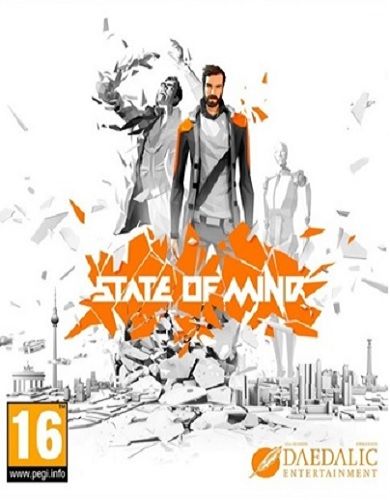 STATE OF MIND
16
www.pegi.info
DAEDALIC
ENTERTAINMENT